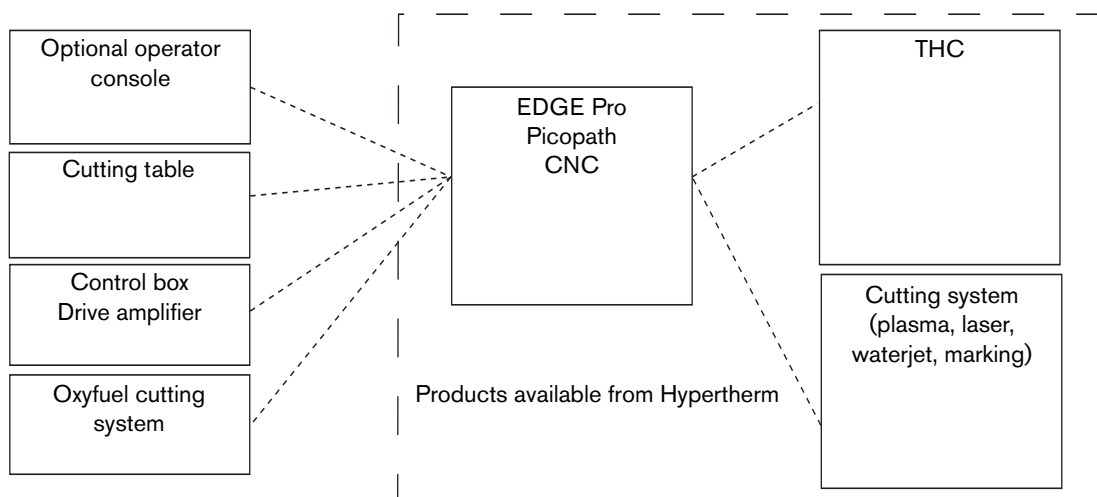 Optional operator
console
Cutting table
Control box
Drive amplifier
Oxyfuel cutting
system
EDGE Pro
Picopath
CNC
Products available from Hypertherm
THC
Cutting system
(plasma, laser,
waterjet, marking)